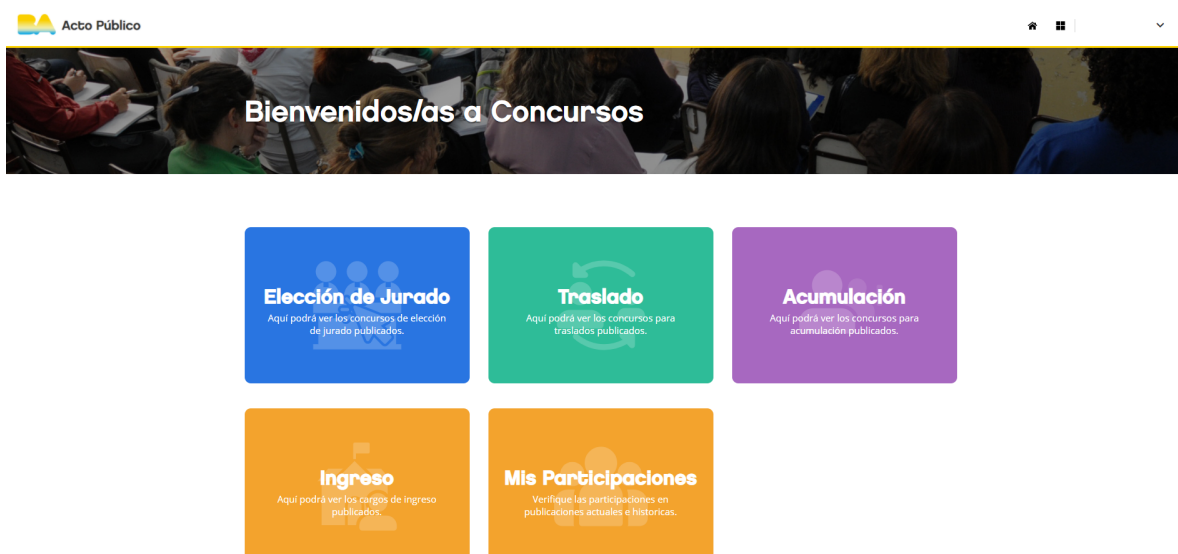 BA Acto Público
Bienvenidos/as a Concursos
Elección de Jurado
Aquí podrá ver los concursos de elección
de jurado publicados.
Traslado
Aquí podrá ver los concursos para
traslados publicados.
Acumulación
Aquí podrá ver los concursos para
acumulación publicados.
Ingreso
Aquí podrá ver los cargos de ingreso
publicados.
Mis Participaciones
Verifique las participaciones en
publicaciones actuales e historicas.